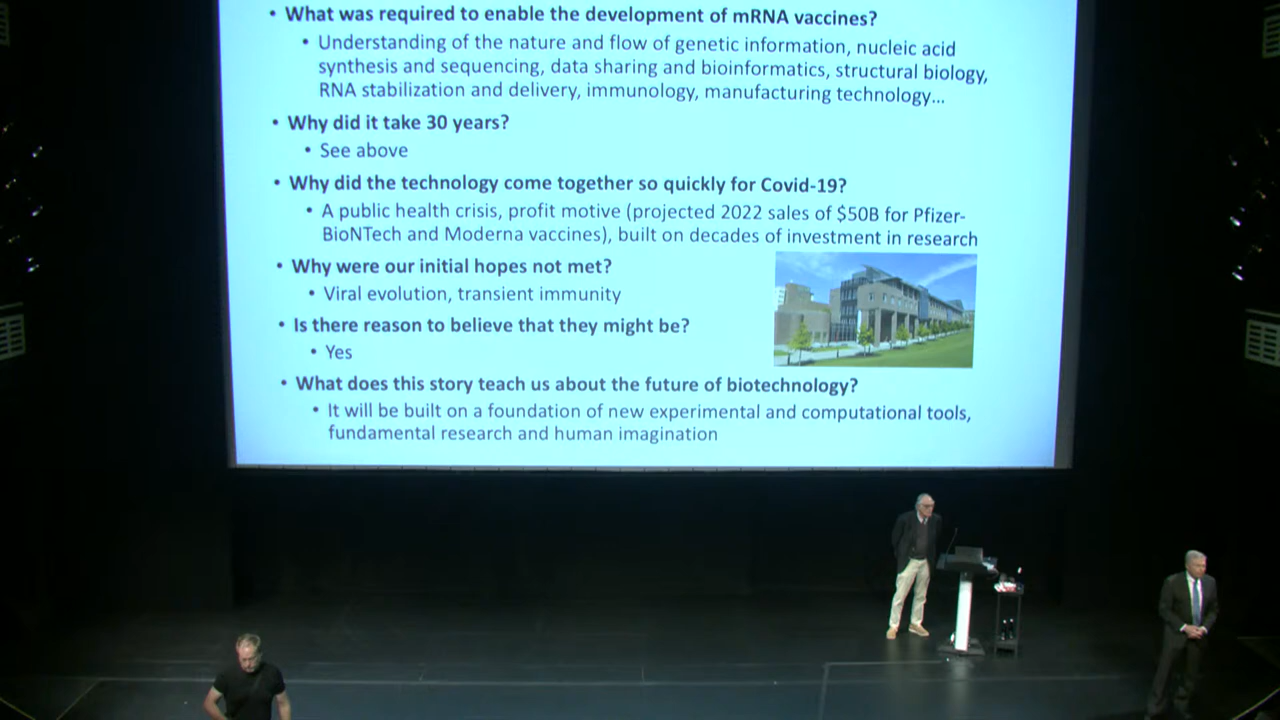 • What was required to enable the development of mRNA vaccines?
• Understanding of the nature and flow of genetic information, nucleic acid
synthesis and sequencing, data sharing and bioinformatics, structural biology,
RNA stabilization and delivery, immunology, manufacturing technology...
• Why did it take 30 years?
• See above
• Why did the technology come together so quickly for Covid-19?
• A public health crisis, profit motive (projected 2022 sales of $50B for Pfizer-
BioNTech and Moderna vaccines), built on decades of investment in research
• Why were our initial hopes not met?
• Viral evolution, transient immunity
• Is there reason to believe that they might be?
• Yes
• What does this story teach us about the future of biotechnology?
• It will be built on a foundation of new experimental and computational tools,
fundamental research and human imagination